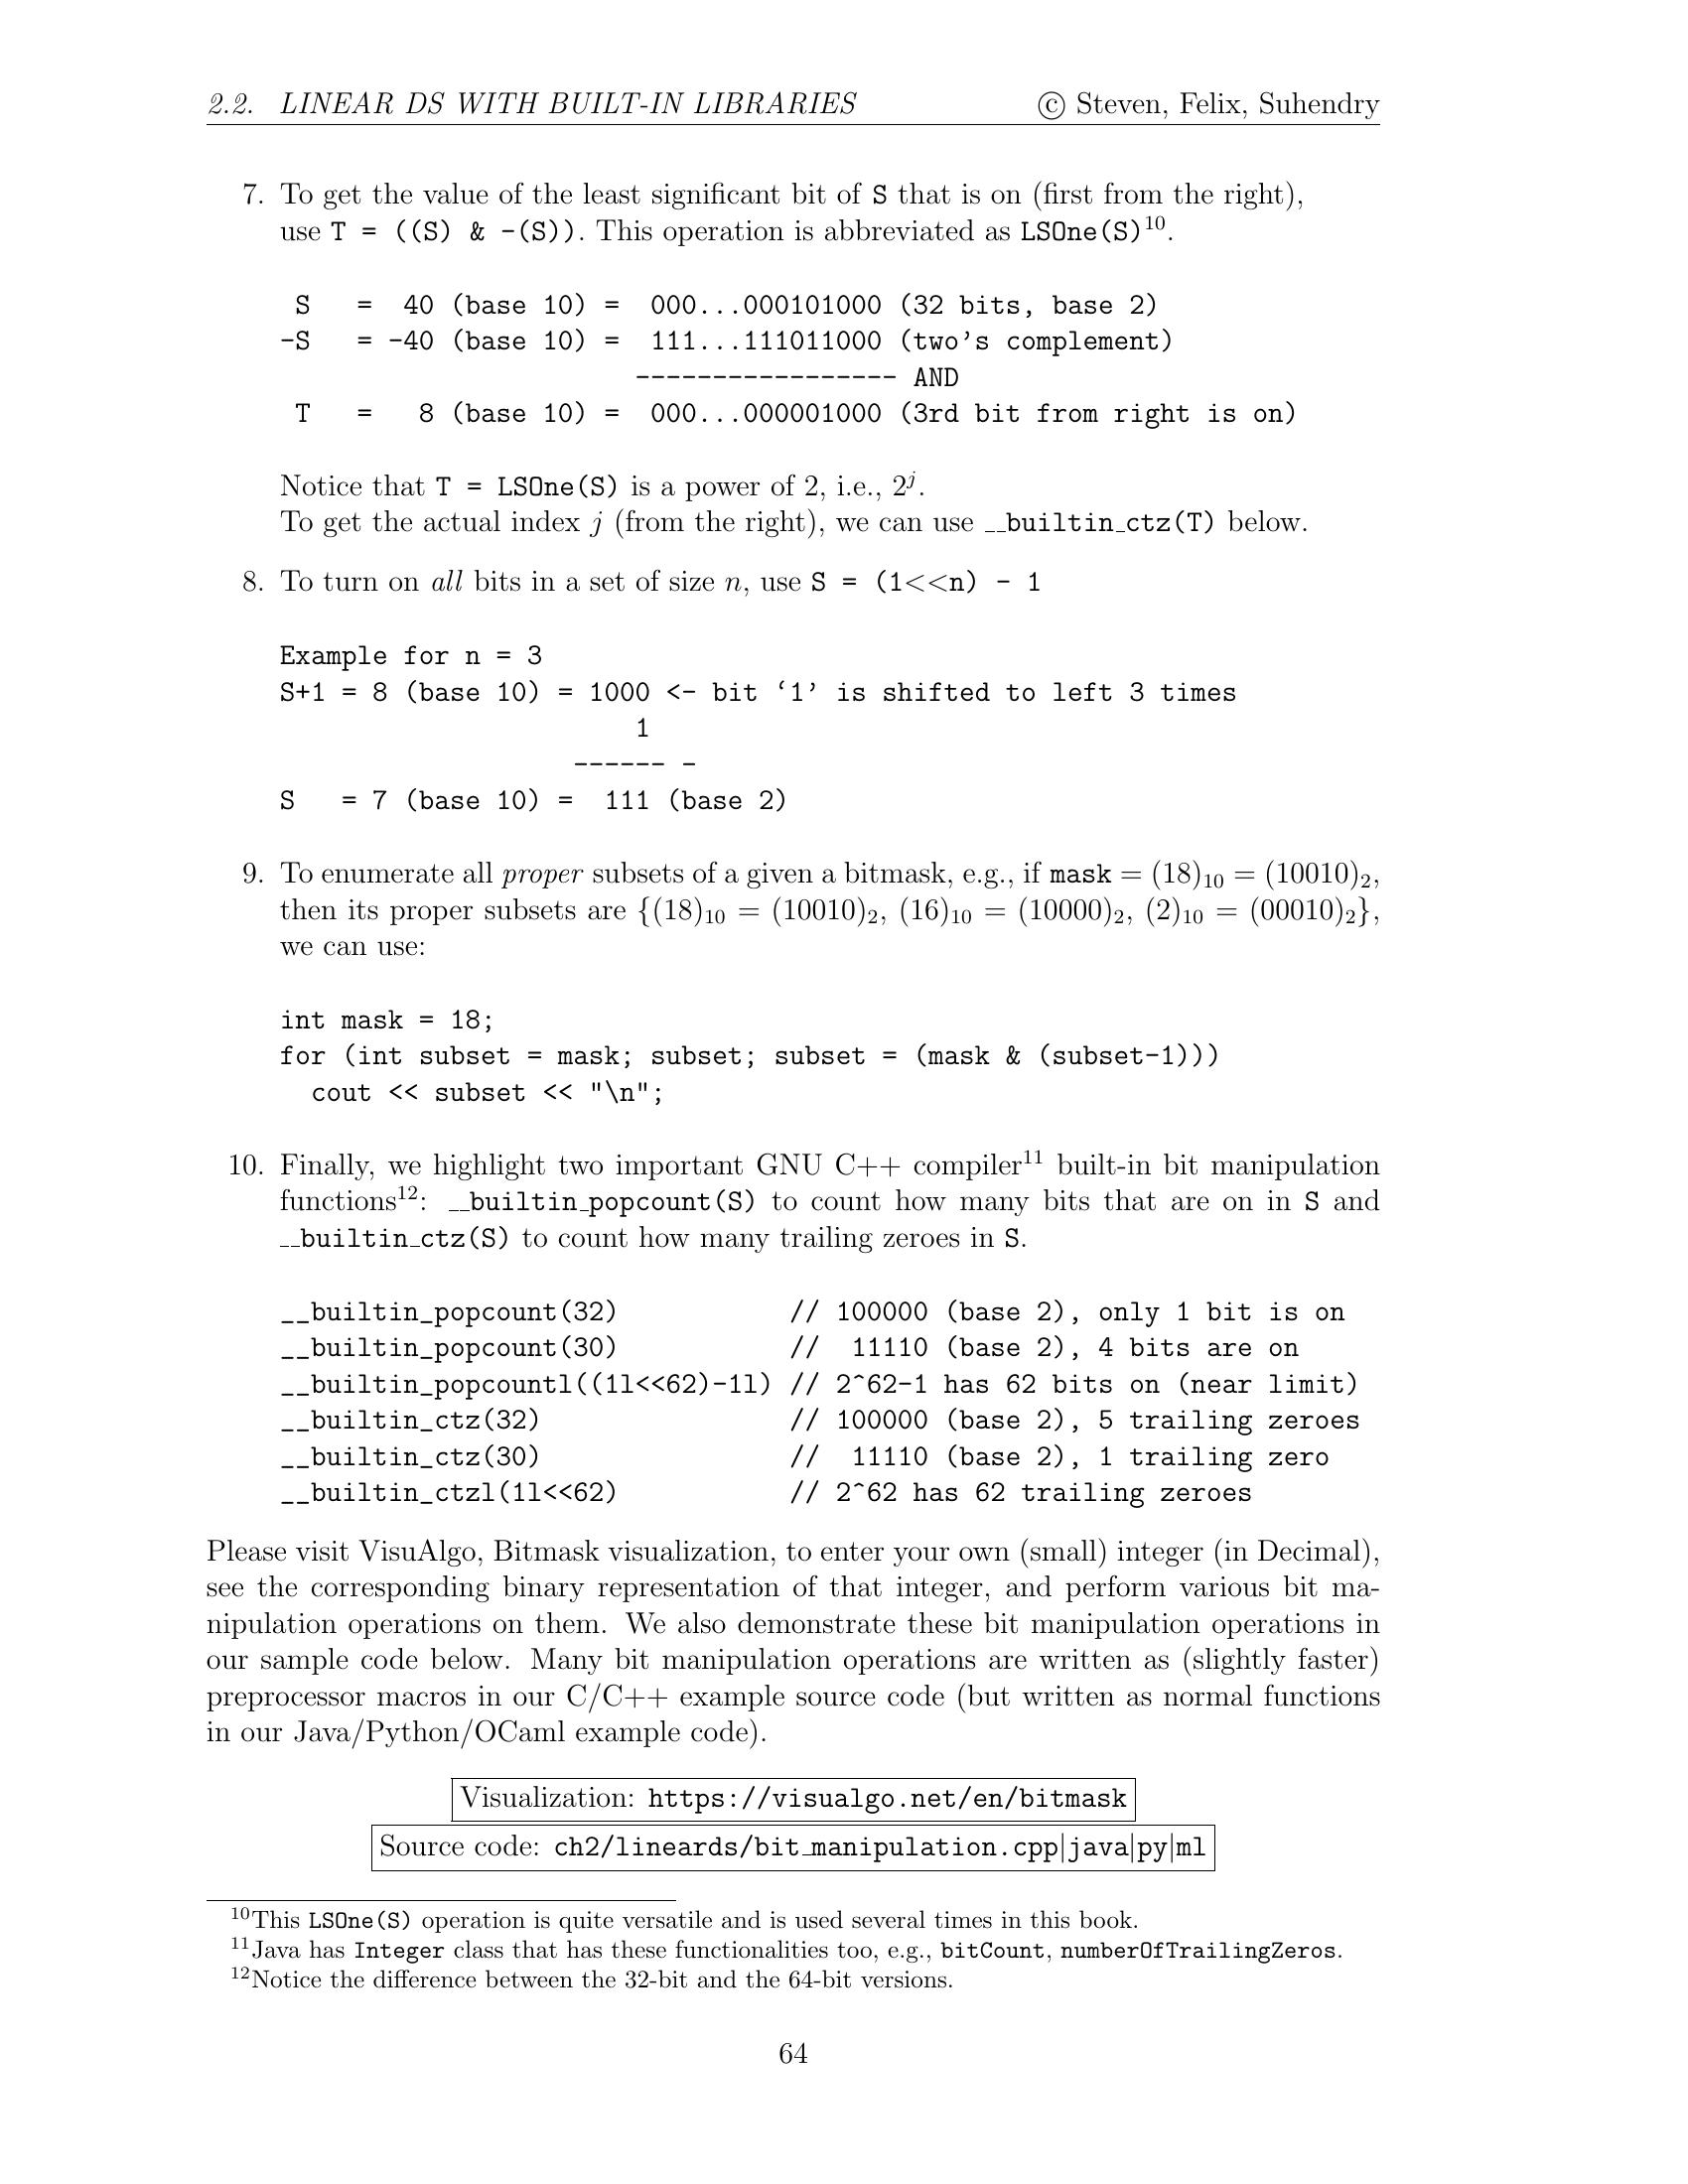 2.2. LINEAR DS WITH BUILT-IN LIBRARIES © Steven, Felix, Suhendry
7. To get the value of the least significant bit of S that is on (first from the right),
use T = ((S) & -(S)). This operation is abbreviated as LSOne(S)¹⁰.
S = 40 (base 10) = 000...000101000 (32 bits, base 2)
-S = -40 (base 10) = 111...111011000 (two's complement)
----------------- AND
T = 8 (base 10) = 000...000001000 (3rd bit from right is on)
Notice that T = LSOne(S) is a power of 2, i.e., 2ʲ.
To get the actual index j (from the right), we can use __builtin_ctz(T) below.
8. To turn on all bits in a set of size n, use S = (1<<n) - 1
Example for n = 3
S+1 = 8 (base 10) = 1000 <- bit ‘1’ is shifted to left 3 times
1
------ -
S = 7 (base 10) = 111 (base 2)
9. To enumerate all proper subsets of a given a bitmask, e.g., if mask = (18)₁₀ = (10010)₂,
then its proper subsets are {(18)₁₀ = (10010)₂, (16)₁₀ = (10000)₂, (2)₁₀ = (00010)₂},
we can use:
int mask = 18;
for (int subset = mask; subset; subset = (mask & (subset-1)))
cout << subset << "\n";
10. Finally, we highlight two important GNU C++ compiler¹¹ built-in bit manipulation
functions¹²: __builtin_popcount(S) to count how many bits that are on in S and
__builtin_ctz(S) to count how many trailing zeroes in S.
__builtin_popcount(32) // 100000 (base 2), only 1 bit is on
__builtin_popcount(30) // 11110 (base 2), 4 bits are on
__builtin_popcountl((1l<<62)-1l) // 2^62-1 has 62 bits on (near limit)
__builtin_ctz(32) // 100000 (base 2), 5 trailing zeroes
__builtin_ctz(30) // 11110 (base 2), 1 trailing zero
__builtin_ctzl(1l<<62) // 2^62 has 62 trailing zeroes
Please visit VisuAlgo, Bitmask visualization, to enter your own (small) integer (in Decimal),
see the corresponding binary representation of that integer, and perform various bit ma-
nipulation operations on them. We also demonstrate these bit manipulation operations in
our sample code below. Many bit manipulation operations are written as (slightly faster)
preprocessor macros in our C/C++ example source code (but written as normal functions
in our Java/Python/OCaml example code).
Visualization: https://visualgo.net/en/bitmask
Source code: ch2/lineards/bit_manipulation.cpp|java|py|ml
¹⁰This LSOne(S) operation is quite versatile and is used several times in this book.
¹¹Java has Integer class that has these functionalities too, e.g., bitCount, numberOfTrailingZeros.
¹²Notice the difference between the 32-bit and the 64-bit versions.
64